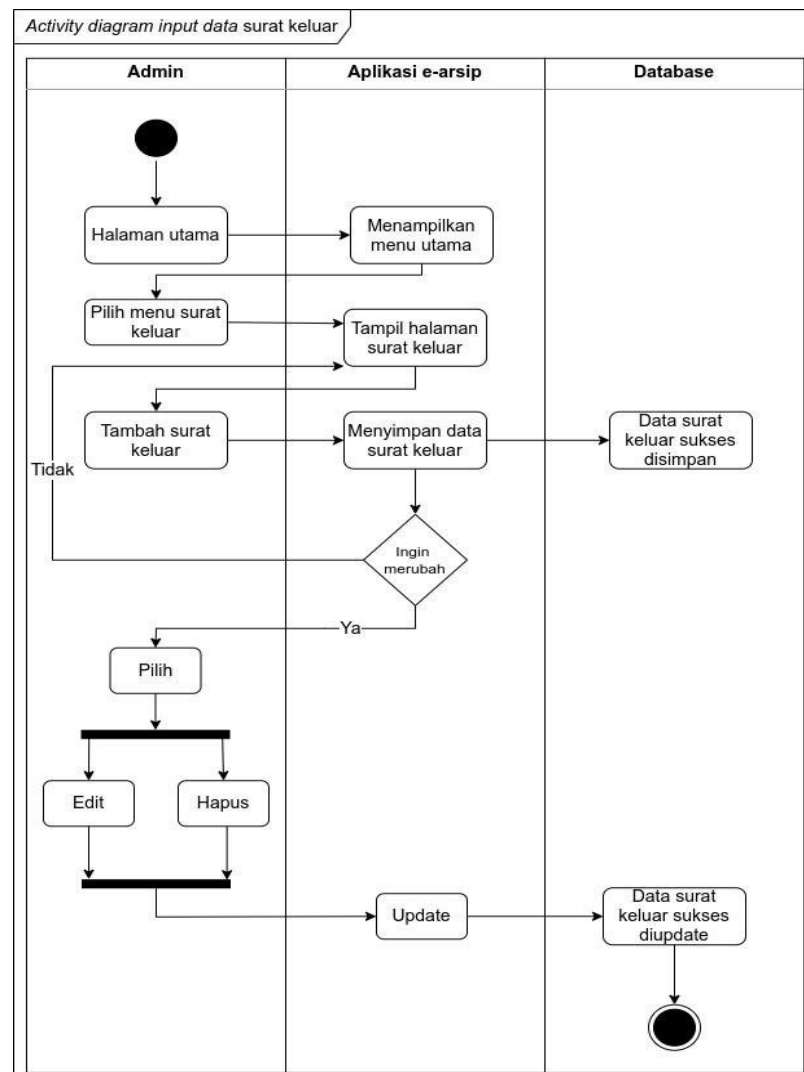 Activity diagram input data surat keluar
Admin
Aplikasi e-arsip
Database
Halaman utama
Menampilkan
menu utama
Pilih menu surat
keluar
Tampil halaman
surat keluar
Tambah surat
keluar
Menyimpan data
surat keluar
Data surat
keluar sukses
disimpan
Tidak
Ingin
merubah
Ya
Pilih
Edit
Hapus
Update
Data surat
keluar sukses
diupdate